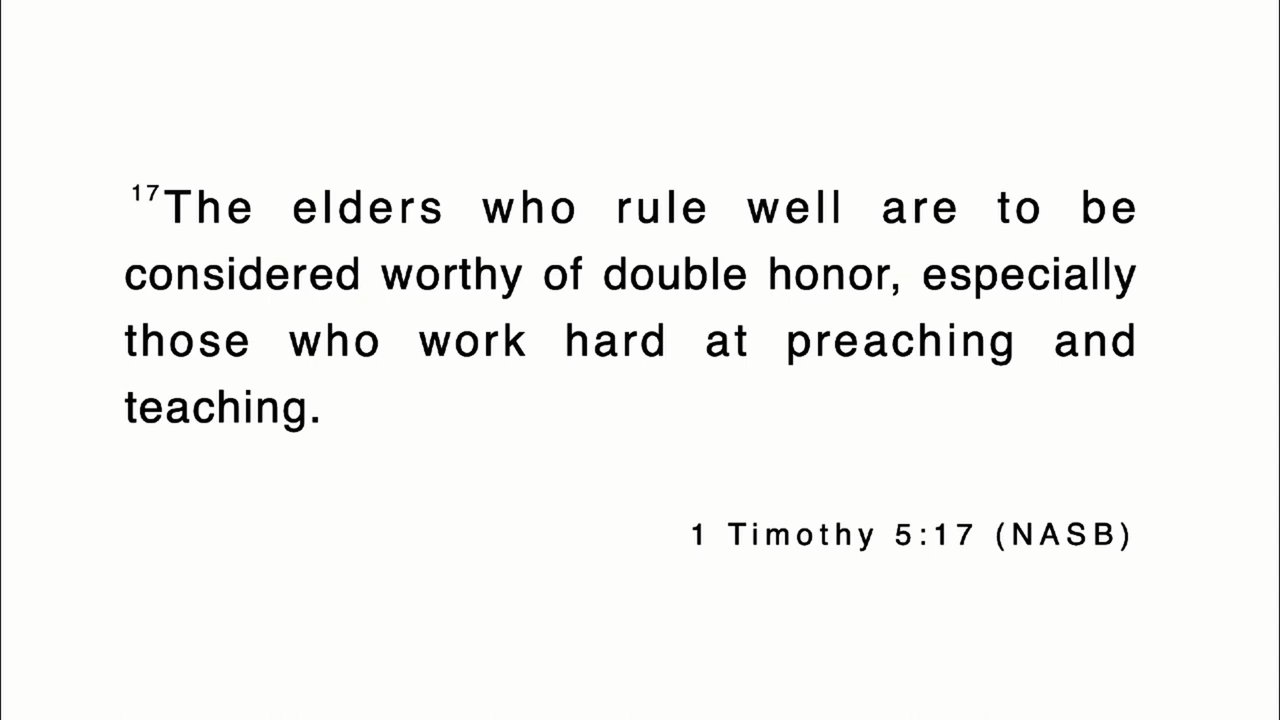 17The elders who rule well are to be
considered worthy of double honor, especially
those who work hard at preaching and
teaching.
1 Timothy 5:17 (NASB)